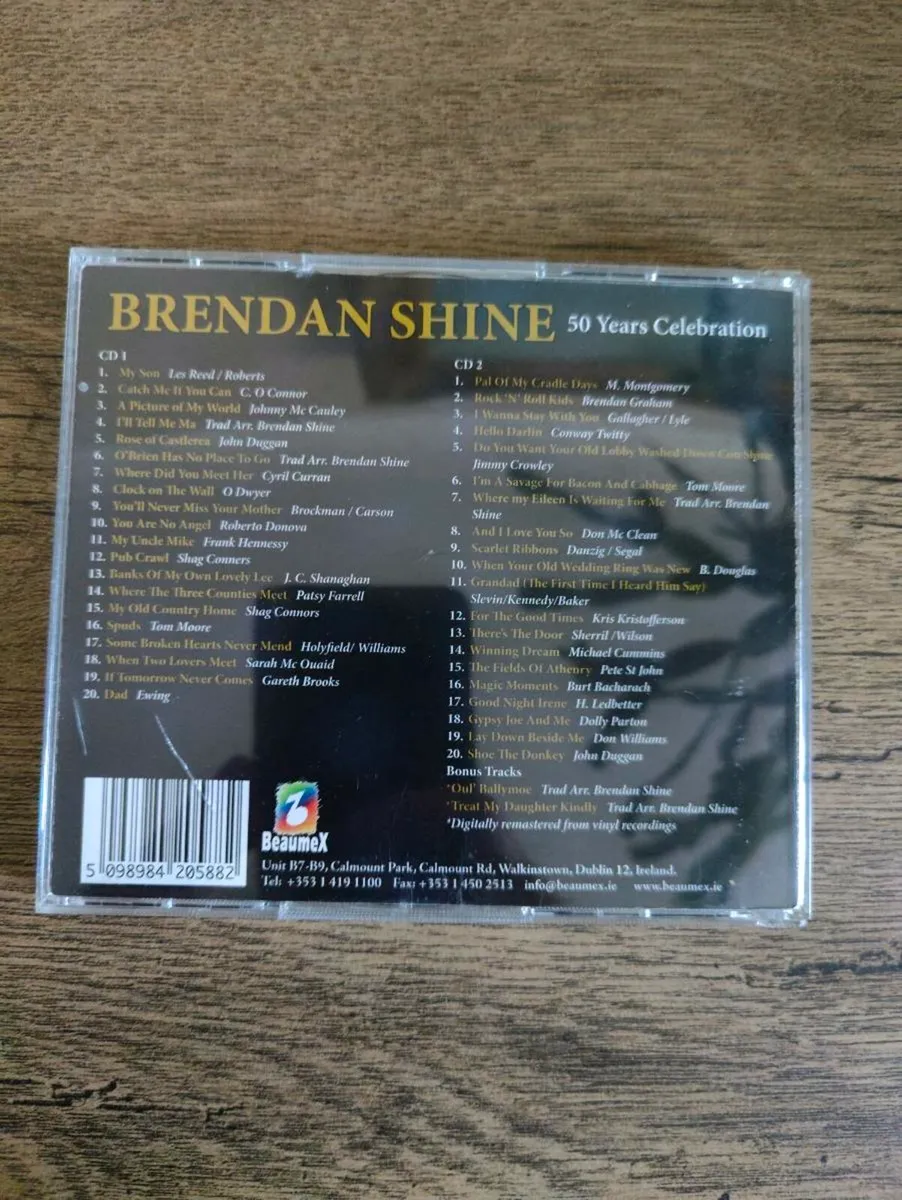 BRENDAN SHINE 50 Years Celebration
CD 1
1. My Son Les Reed / Roberts
2. Catch Me If You Can C. O Connor
3. A Picture of My World Johnny Mc Cauley
4. I'll Tell Me Ma Trad Arr. Brendan Shine
5. Rose of Castlerea John Duggan
6. O'Brien Has No Place To Go Trad Arr. Brendan Shine
7. Where Did You Meet Her Cyril Curran
8. Clock on The Wall O Dwyer
9. You'll Never Miss Your Mother Brockman / Carson
10. You Are No Angel Roberto Donova
11. My Uncle Mike Frank Hennessy
12. Pub Crawl Shag Conners
13. Banks Of My Own Lovely Lee J. C. Shanaghan
14. Where The Three Counties Meet Patsy Farrell
15. My Old Country Home Shag Connors
16. Spuds Tom Moore
17. Some Broken Hearts Never Mend Holyfield/ Williams
18. When Two Lovers Meet Sarah Mc Quaid
19. If Tomorrow Never Comes Gareth Brooks
20. Dad Ewing
CD 2
1. Pal Of My Cradle Days M. Montgomery
2. Rock 'N' Roll Kids Brendan Graham
3. I Wanna Stay With You Gallagher / Lyle
4. Hello Darlin Conway Twitty
5. Do You Want Your Old Lobby Washed Down Con Shine
Jimmy Crowley
6. I'm A Savage For Bacon And Cabbage Tom Moore
7. Where my Eileen Is Waiting For Me Trad Arr. Brendan
Shine
8. And I Love You So Don Mc Clean
9. Scarlet Ribbons Danzig / Segal
10. When Your Old Wedding Ring Was New B. Douglas
11. Grandad (The First Time I Heard Him Say)
Slevin/Kennedy/Baker
12. For The Good Times Kris Kristofferson
13. There's The Door Sherril /Wilson
14. Winning Dream Michael Cummins
15. The Fields Of Athenry Pete St John
16. Magic Moments Burt Bacharach
17. Good Night Irene H. Ledbetter
18. Gypsy Joe And Me Dolly Parton
19. Lay Down Beside Me Don Williams
20. Shoe The Donkey John Duggan
Bonus Tracks
*Oul' Ballymoe Trad Arr. Brendan Shine
*Treat My Daughter Kindly Trad Arr. Brendan Shine
*Digitally remastered from vinyl recordings
5 098984 205882
BeaumeX
Unit B7-B9, Calmount Park, Calmount Rd, Walkinstown, Dublin 12, Ireland.
Tel: +353 1 419 1100 Fax: +353 1 450 2513 info@beaumex.ie www.beaumex.ie